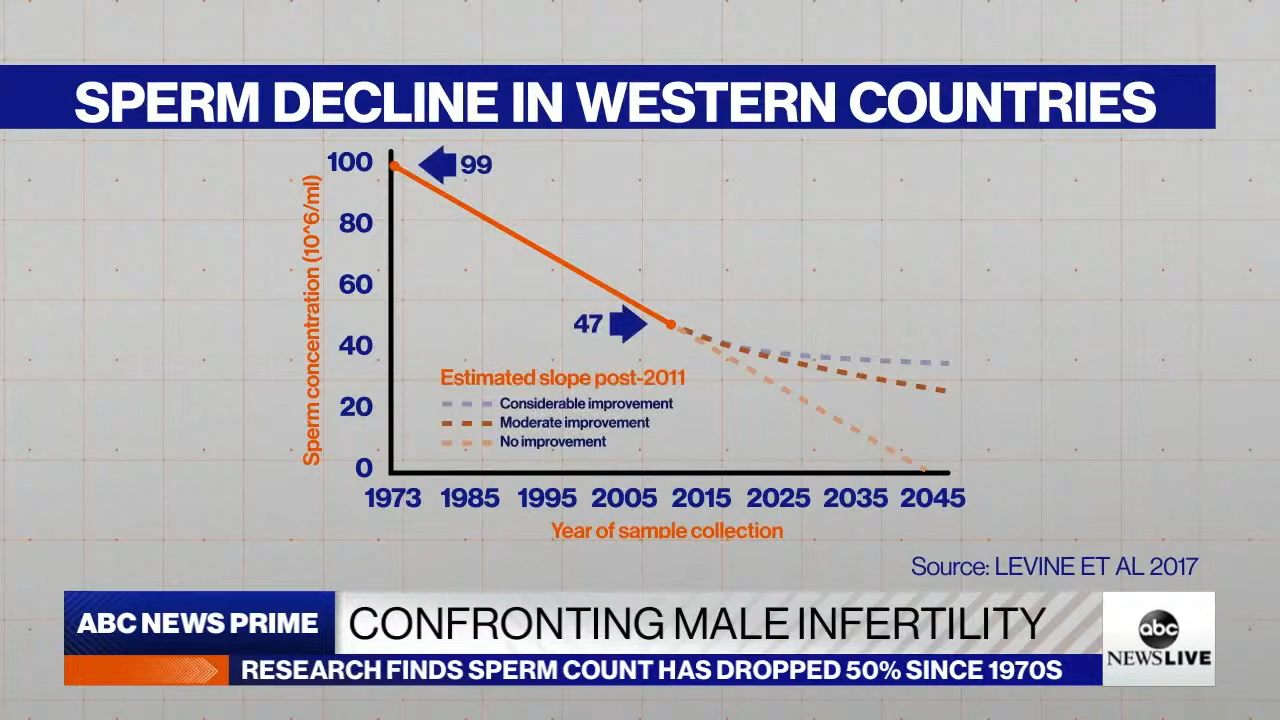 SPERM DECLINE IN WESTERN COUNTRIES
100
99
80
60
47
40
20
0
Sperm concentration (10^6/ml)
Estimated slope post-2011
Considerable improvement
Moderate improvement
No improvement
1973 1985 1995 2005 2015 2025 2035 2045
Year of sample collection
Source: LEVINE ET AL 2017
ABC NEWS PRIME
CONFRONTING MALE INFERTILITY
RESEARCH FINDS SPERM COUNT HAS DROPPED 50% SINCE 1970S
abc
NEWSLIVE